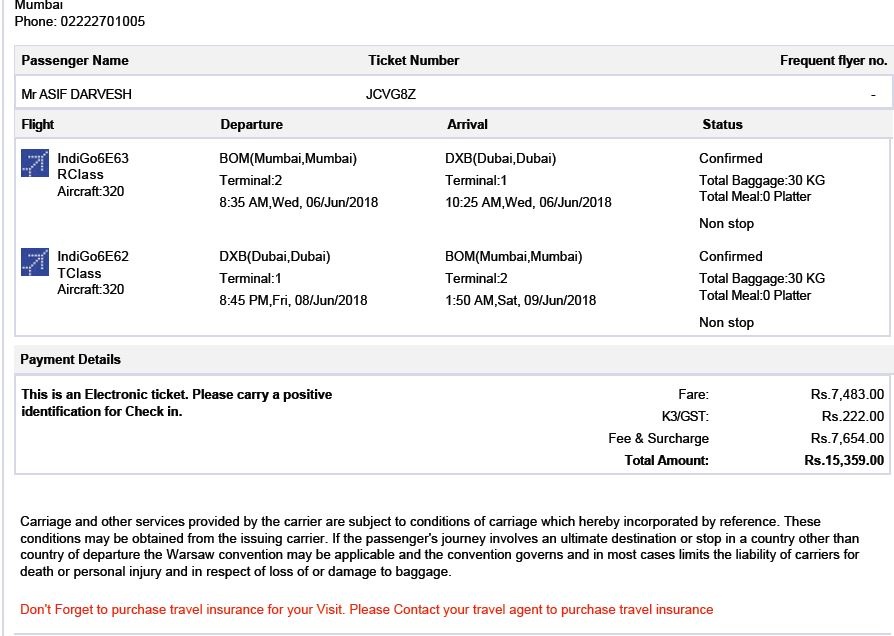 Mumbai
Phone: 02222701005
Passenger Name Ticket Number Frequent flyer no.
Mr ASIF DARVESH JCVG8Z -
Flight Departure Arrival Status
IndiGo6E63 BOM(Mumbai,Mumbai) DXB(Dubai,Dubai) Confirmed
RClass Terminal:2 Terminal:1 Total Baggage:30 KG
Aircraft:320 8:35 AM,Wed, 06/Jun/2018 10:25 AM,Wed, 06/Jun/2018 Total Meal:0 Platter
Non stop
IndiGo6E62 DXB(Dubai,Dubai) BOM(Mumbai,Mumbai) Confirmed
TClass Terminal:1 Terminal:2 Total Baggage:30 KG
Aircraft:320 8:45 PM,Fri, 08/Jun/2018 1:50 AM,Sat, 09/Jun/2018 Total Meal:0 Platter
Non stop
Payment Details
This is an Electronic ticket. Please carry a positive Fare: Rs.7,483.00
identification for Check in. K3/GST: Rs.222.00
Fee & Surcharge Rs.7,654.00
Total Amount: Rs.15,359.00
Carriage and other services provided by the carrier are subject to conditions of carriage which hereby incorporated by reference. These
conditions may be obtained from the issuing carrier. If the passenger's journey involves an ultimate destination or stop in a country other than
country of departure the Warsaw convention may be applicable and the convention governs and in most cases limits the liability of carriers for
death or personal injury and in respect of loss of or damage to baggage.
Don't Forget to purchase travel insurance for your Visit. Please Contact your travel agent to purchase travel insurance